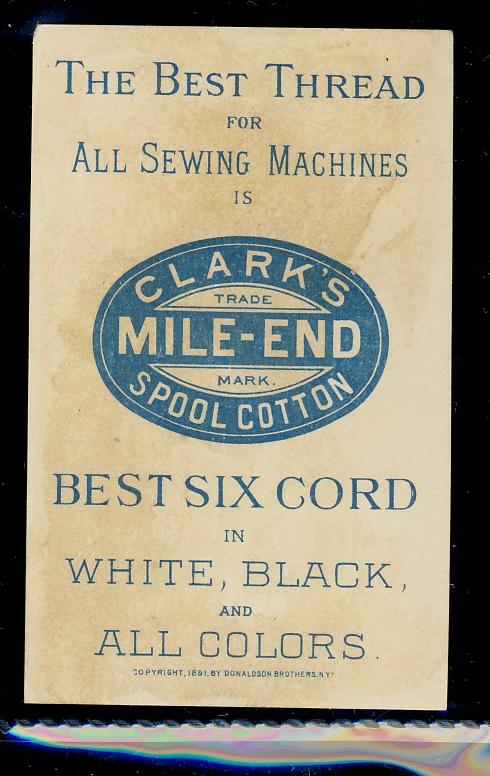 THE BEST THREAD
FOR
ALL SEWING MACHINES
IS
CLARK'S
TRADE
MILE-END
MARK.
SPOOL COTTON
BEST SIX CORD
IN
WHITE, BLACK,
AND
ALL COLORS.
COPYRIGHT, 1891, BY DONALDSON BROTHERS, N.Y.